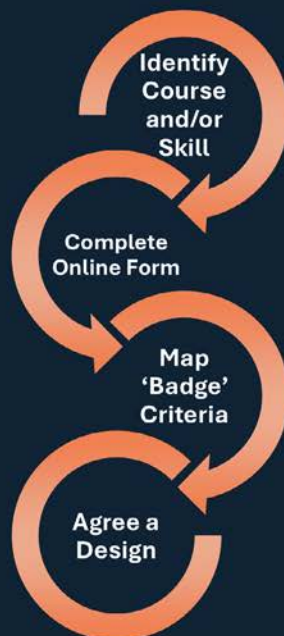 Identify
Course
and/or
Skill
Complete
Online Form
Map
‘Badge’
Criteria
Agree a
Design